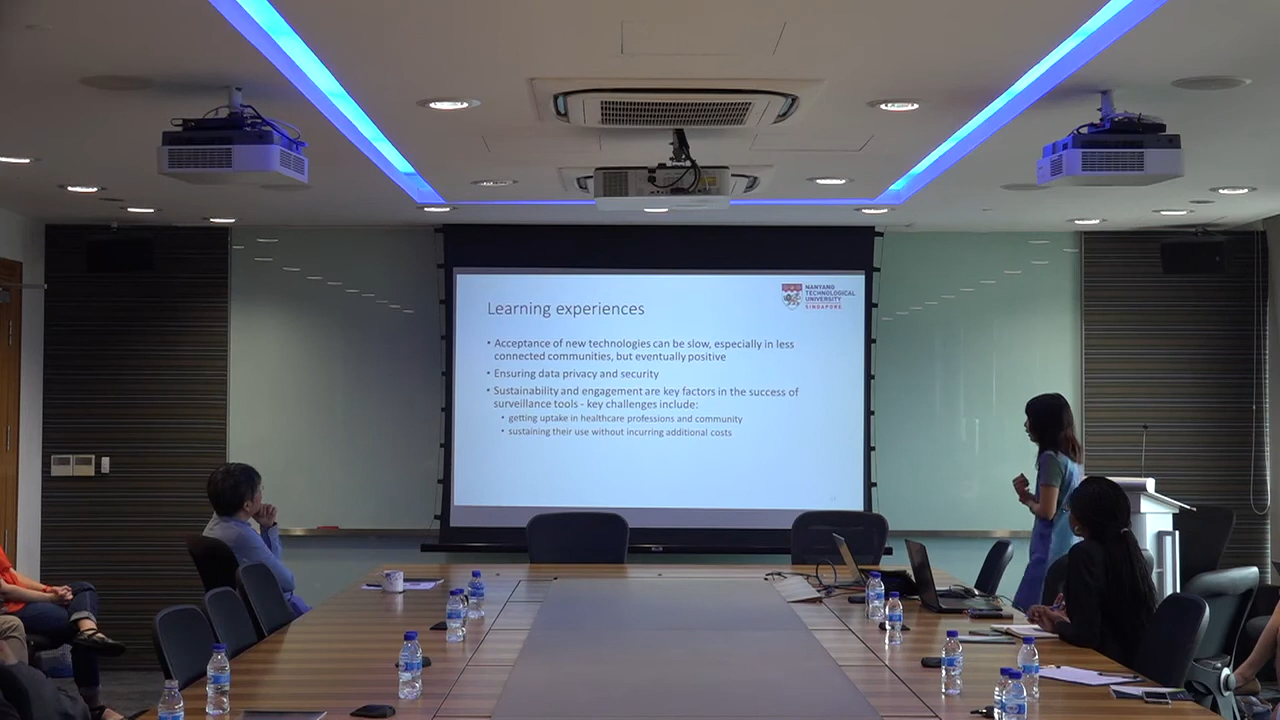 Learning experiences
NANYANG
TECHNOLOGICAL
UNIVERSITY
SINGAPORE
• Acceptance of new technologies can be slow, especially in less
connected communities, but eventually positive
• Ensuring data privacy and security
• Sustainability and engagement are key factors in the success of
surveillance tools - key challenges include:
• getting uptake in healthcare professions and community
• sustaining their use without incurring additional costs